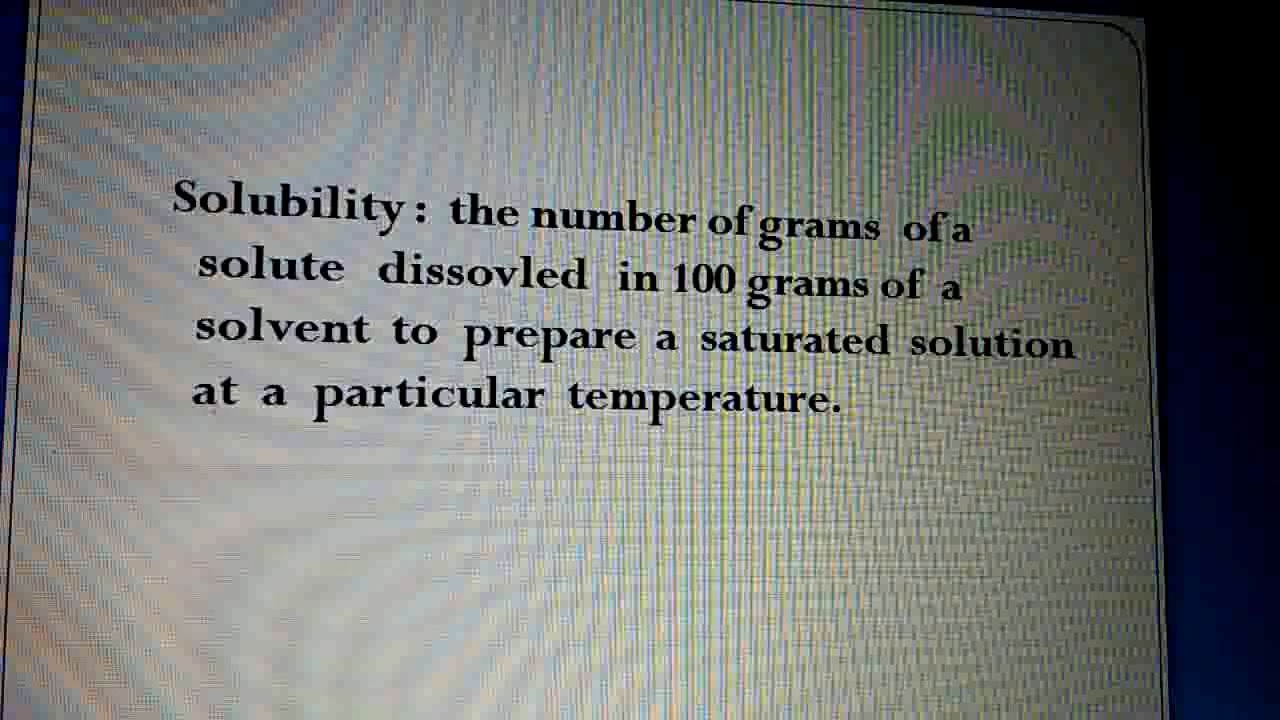 Solubility : the number of grams of a
solute dissovled in 100 grams of a
solvent to prepare a saturated solution
at a particular temperature.